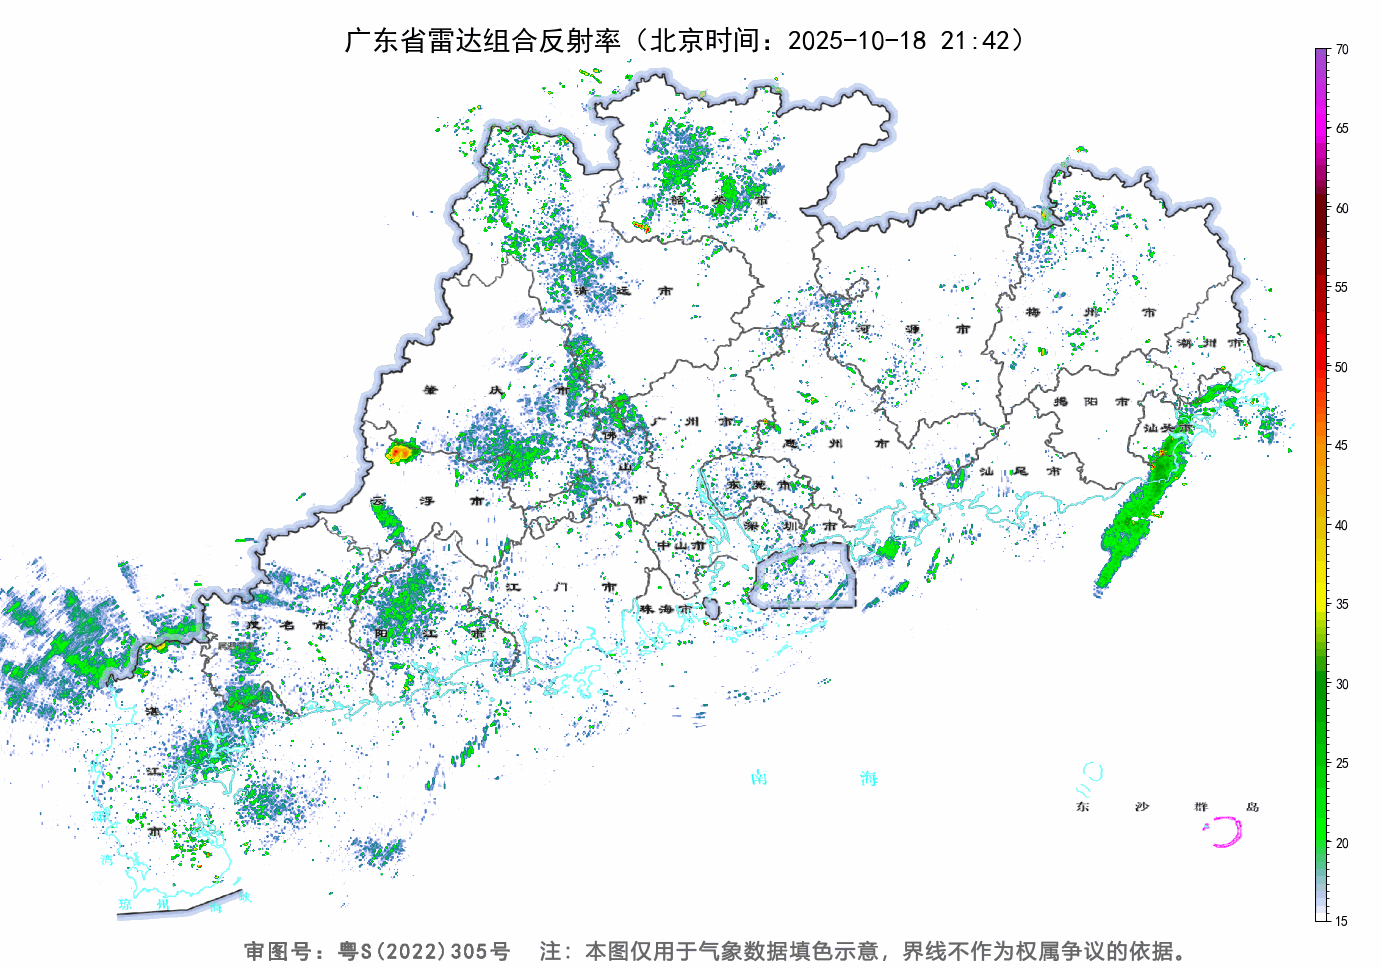 广东省雷达组合反射率（北京时间：2025-10-18 21:42）
70
65
60
55
50
45
40
35
30
25
20
15
韶 关 市
清 远 市
梅 州 市
河 源 市
潮 州 市
肇 庆 市
揭 阳 市
广 州 市
汕 头 市
佛 山 市
惠 州 市
汕 尾 市
东 莞 市
云 浮 市
深 圳 市
中 山 市
江 门 市
珠 海 市
茂 名 市
阳 江 市
湛 江 市
南 海
东 沙 群 岛
琼 州 海 峡
审图号：粤S(2022)305号 注：本图仅用于气象数据填色示意，界线不作为权属争议的依据。